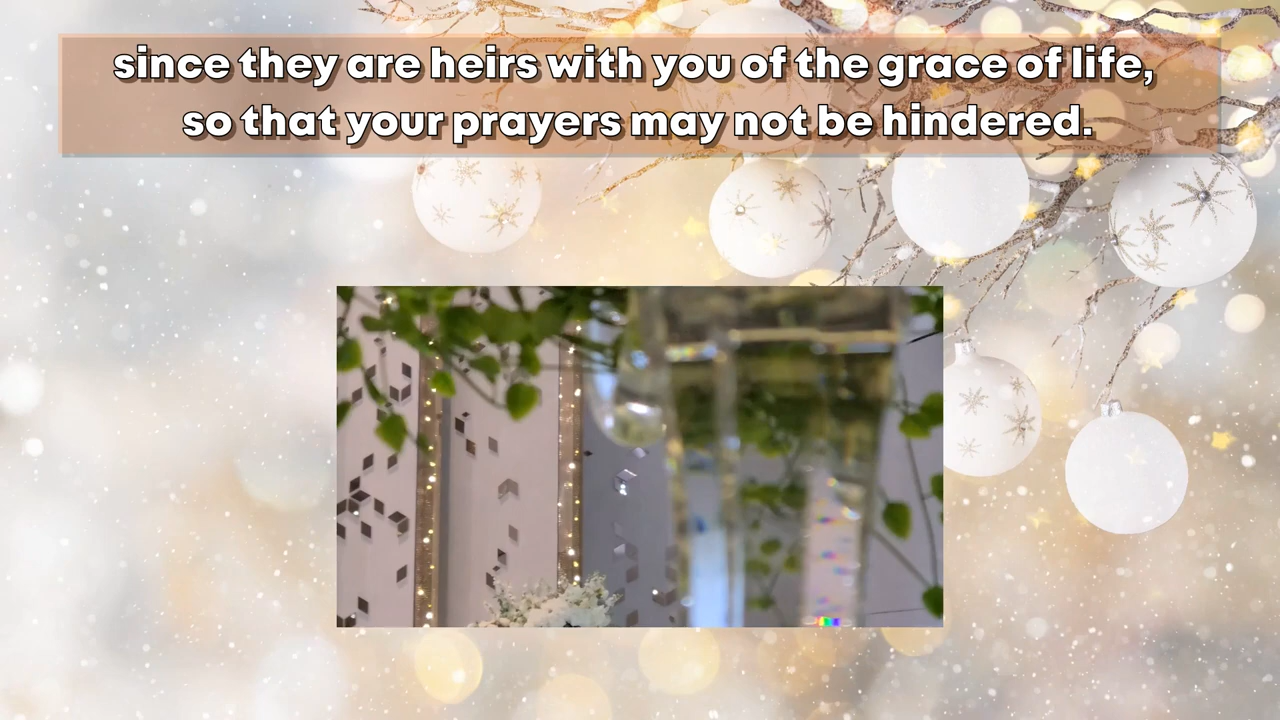 since they are heirs with you of the grace of life,
so that your prayers may not be hindered.